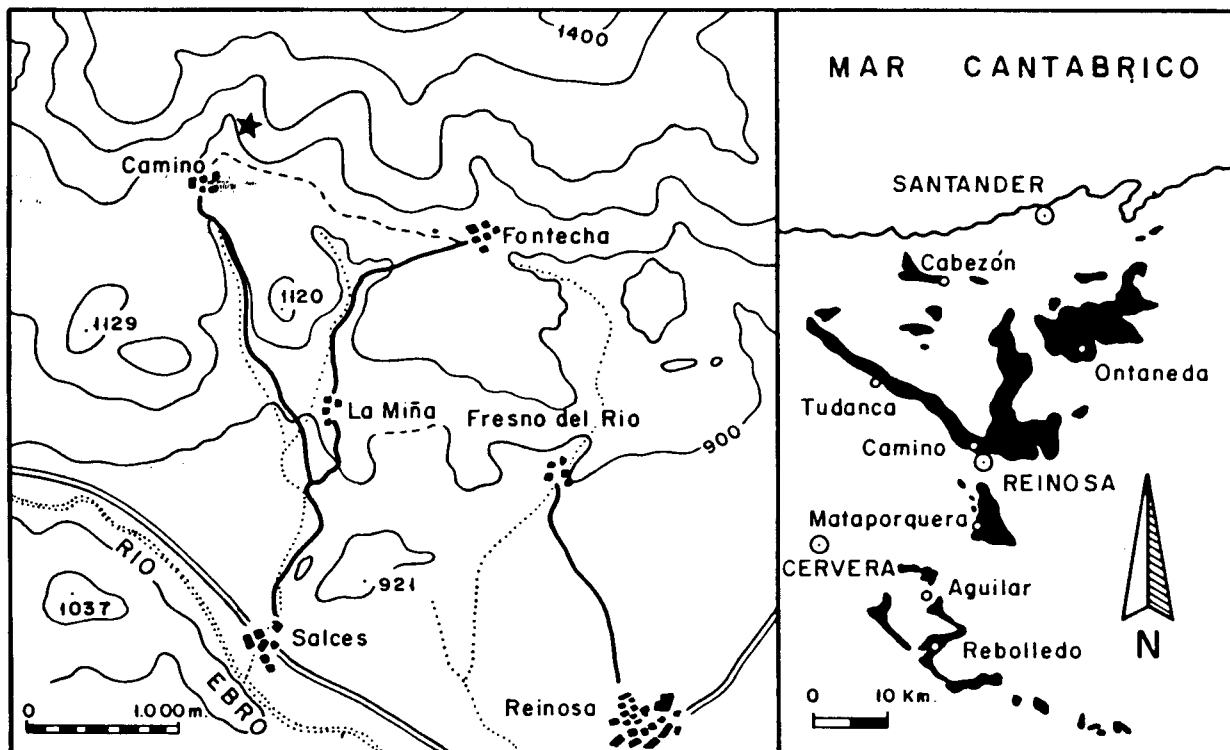 1400
Camino
Fontecha
1120
1129
La Miña
Fresno del Rio
900
921
RIO
EBRO
1037
Salces
Reinosa
0 1.000 m.
MAR CANTABRICO
SANTANDER
Cabezón
Ontaneda
Tudanca
Camino
REINOSA
Mataporquera
CERVERA
Aguilar
Rebolledo
N
0 10 Km.